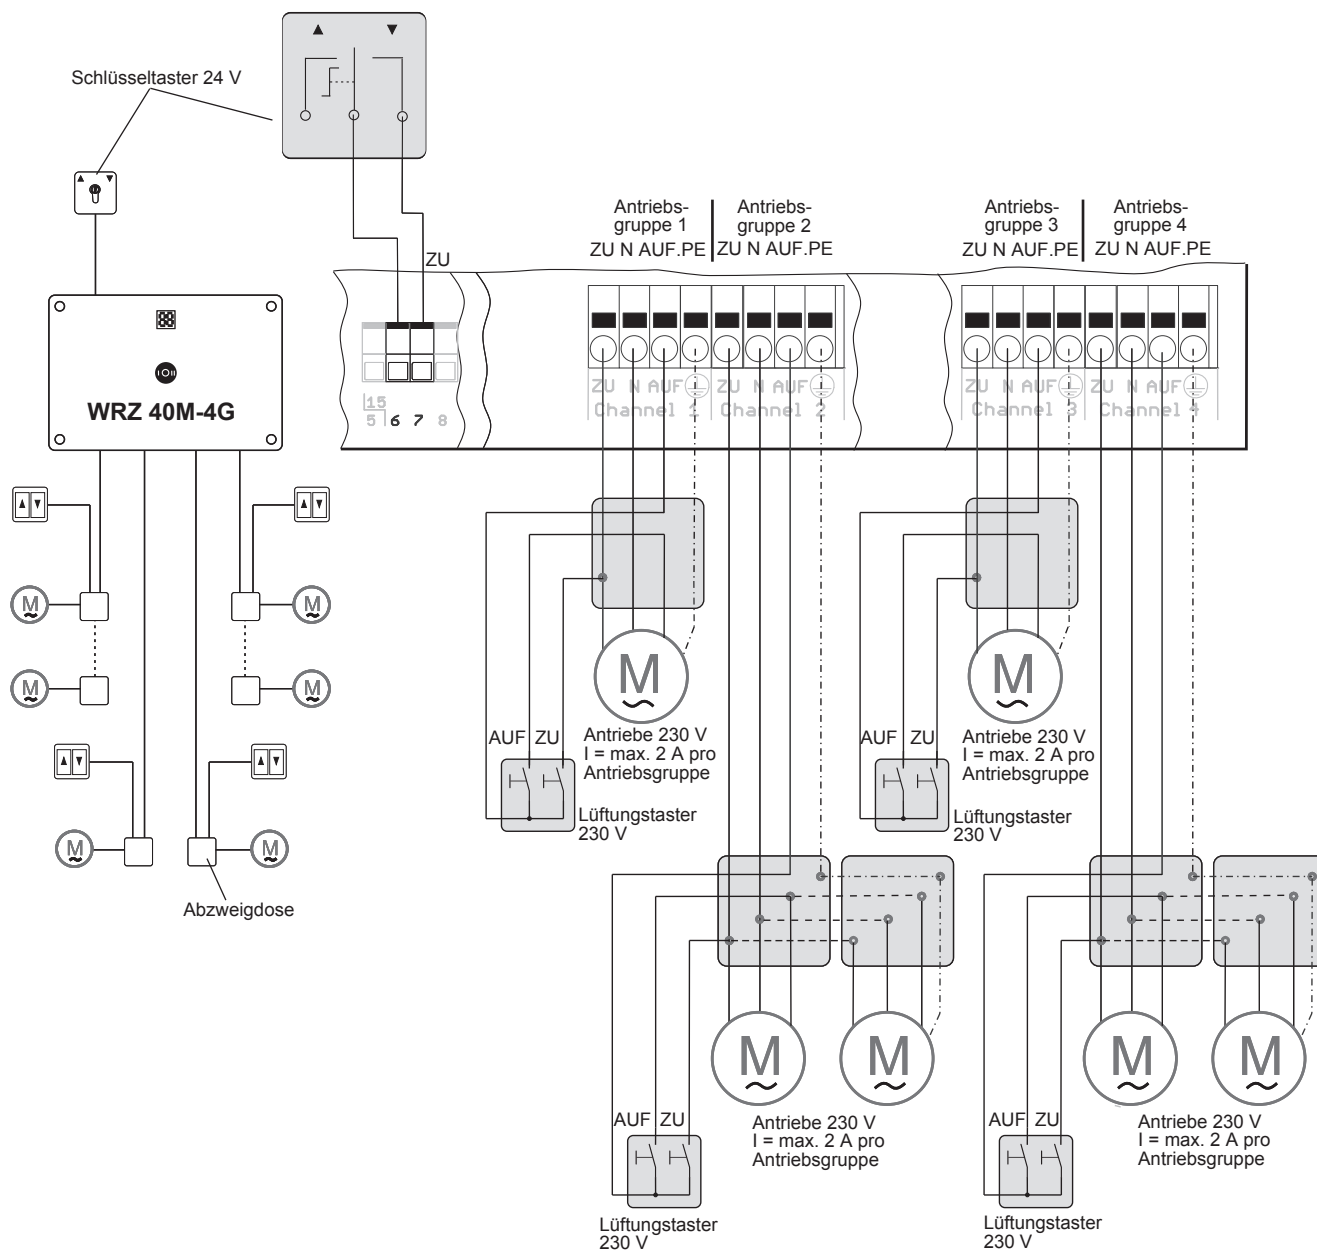 Schlüsseltaster 24 V
ZU
Antriebs-
gruppe 1
ZU N AUF.PE
Antriebs-
gruppe 2
ZU N AUF.PE
Antriebs-
gruppe 3
ZU N AUF.PE
Antriebs-
gruppe 4
ZU N AUF.PE
WRZ 40M-4G
15
5 6 7 8
ZU N AUF
Channel 1
ZU N AUF
Channel 2
ZU N AUF
Channel 3
ZU N AUF
Channel 4
M
M
M
M
M
M
Abzweigdose
M
Antriebe 230 V
I = max. 2 A pro
Antriebsgruppe
AUF ZU
Lüftungstaster
230 V
M
Antriebe 230 V
I = max. 2 A pro
Antriebsgruppe
AUF ZU
Lüftungstaster
230 V
M
M
Antriebe 230 V
I = max. 2 A pro
Antriebsgruppe
AUF ZU
Lüftungstaster
230 V
M
M
Antriebe 230 V
I = max. 2 A pro
Antriebsgruppe
AUF ZU
Lüftungstaster
230 V